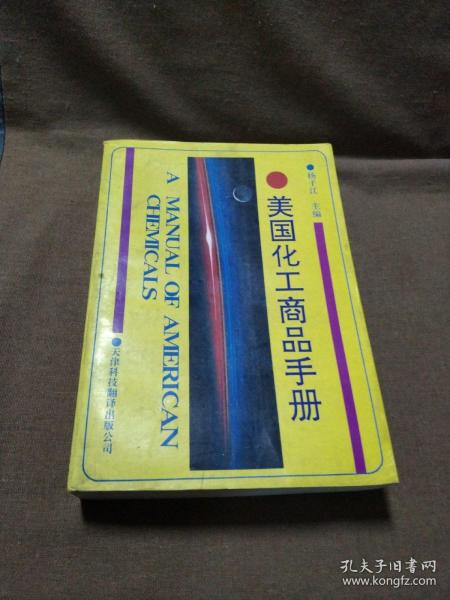 ●杨千江 主编
●美国化工商品手册
A MANUAL OF AMERICAN
CHEMICALS
●天津科技翻译出版公司
孔夫子旧书网
www.kongfz.com